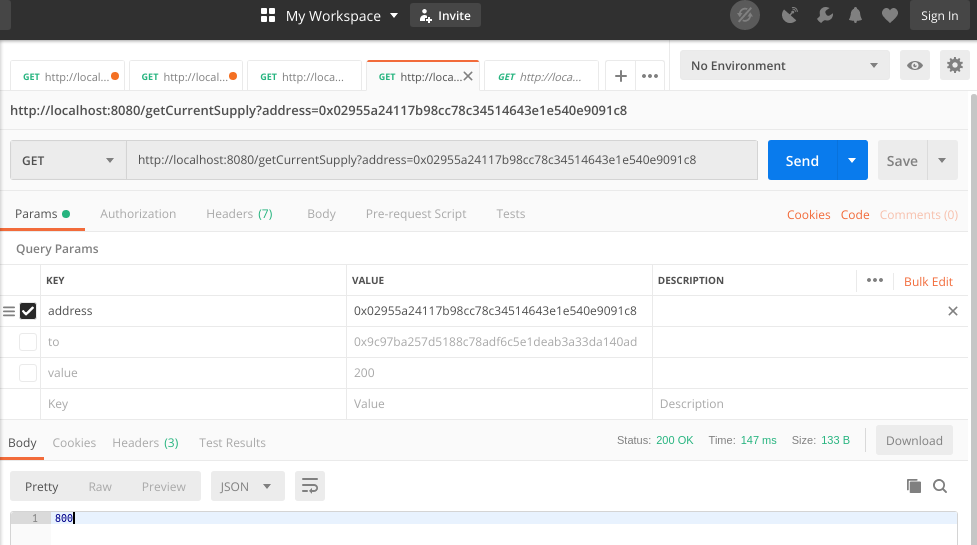 My Workspace Invite Sign In
GET http://local... GET http://local... GET http://loca... GET http://loca... GET http://loca... No Environment
http://localhost:8080/getCurrentSupply?address=0x02955a24117b98cc78c34514643e1e540e9091c8
GET http://localhost:8080/getCurrentSupply?address=0x02955a24117b98cc78c34514643e1e540e9091c8 Send Save
Params Authorization Headers (7) Body Pre-request Script Tests Cookies Code Comments (0)
Query Params
KEY VALUE DESCRIPTION ••• Bulk Edit
address 0x02955a24117b98cc78c34514643e1e540e9091c8
to 0x9c97ba257d5188c78adf6c5e1deab3a33da140ad
value 200
Key Value Description
Body Cookies Headers (3) Test Results Status: 200 OK Time: 147 ms Size: 133 B Download
Pretty Raw Preview JSON
1 800